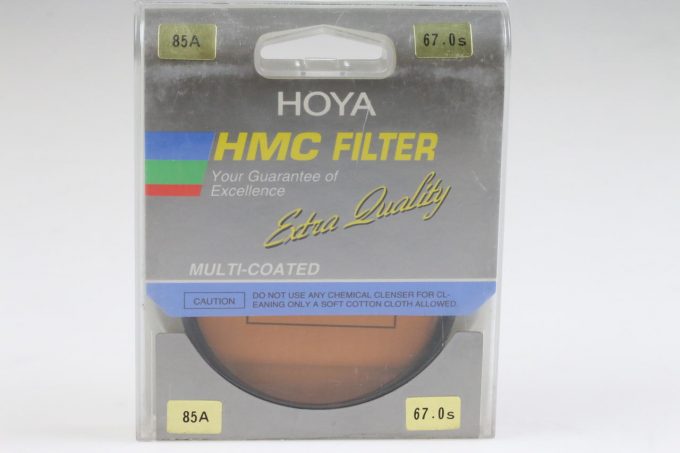 85A
67.0s
HOYA
HMC FILTER
Your Guarantee of
Excellence
Extra Quality
MULTI-COATED
CAUTION
DO NOT USE ANY CHEMICAL CLENSER FOR CL-
EANING ONLY A SOFT COTTON CLOTH ALLOWED.
85A
67.0s